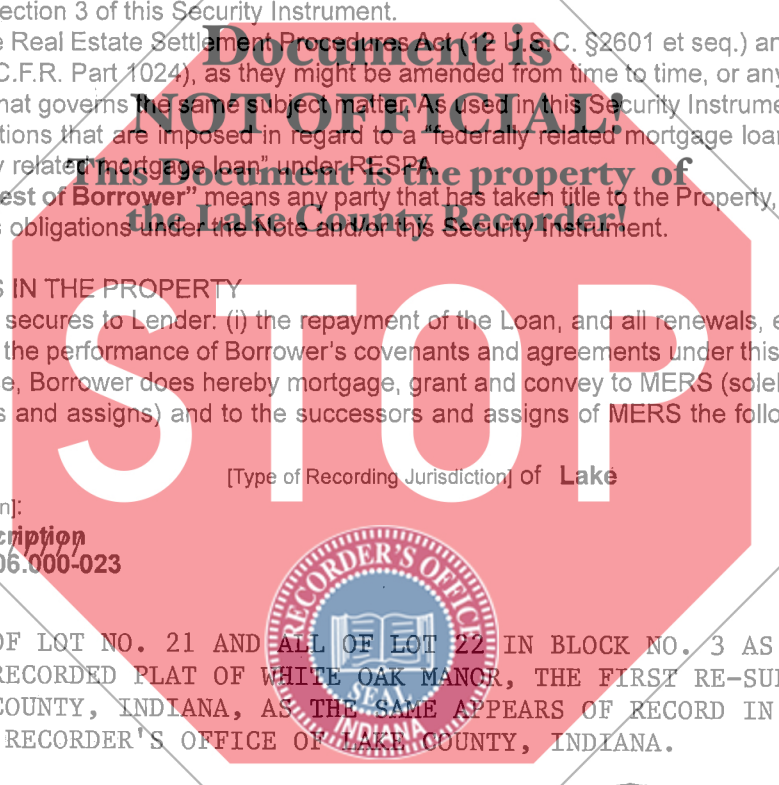 ection 3 of this Security Instrument.
Document is
e Real Estate Settlement Procedures Act (12 U.S.C. §2601 et seq.) an
C.F.R. Part 1024), as they might be amended from time to time, or any
NOT OFFICIAL!
hat governs the same subject matter. As used in this Security Instrume
tions that are imposed in regard to a "federally related mortgage loan
This Document is the property of
y related mortgage loan" under RESPA.
est of Borrower" means any party that has taken title to the Property,
the Lake County Recorder!
s obligations under the Note and/or this Security Instrument.
S IN THE PROPERTY
secures to Lender: (i) the repayment of the Loan, and all renewals, e
the performance of Borrower's covenants and agreements under this
e, Borrower does hereby mortgage, grant and convey to MERS (solel
s and assigns) and to the successors and assigns of MERS the follo
STOP
[Type of Recording Jurisdiction] of Lake
n]:
cription
06.000-023
RECORDER'S OFFICE
SEAL
INDIANA
OF LOT NO. 21 AND ALL OF LOT 22 IN BLOCK NO. 3 AS
RECORDED PLAT OF WHITE OAK MANOR, THE FIRST RE-SU
COUNTY, INDIANA, AS THE SAME APPEARS OF RECORD IN
RECORDER'S OFFICE OF LAKE COUNTY, INDIANA.